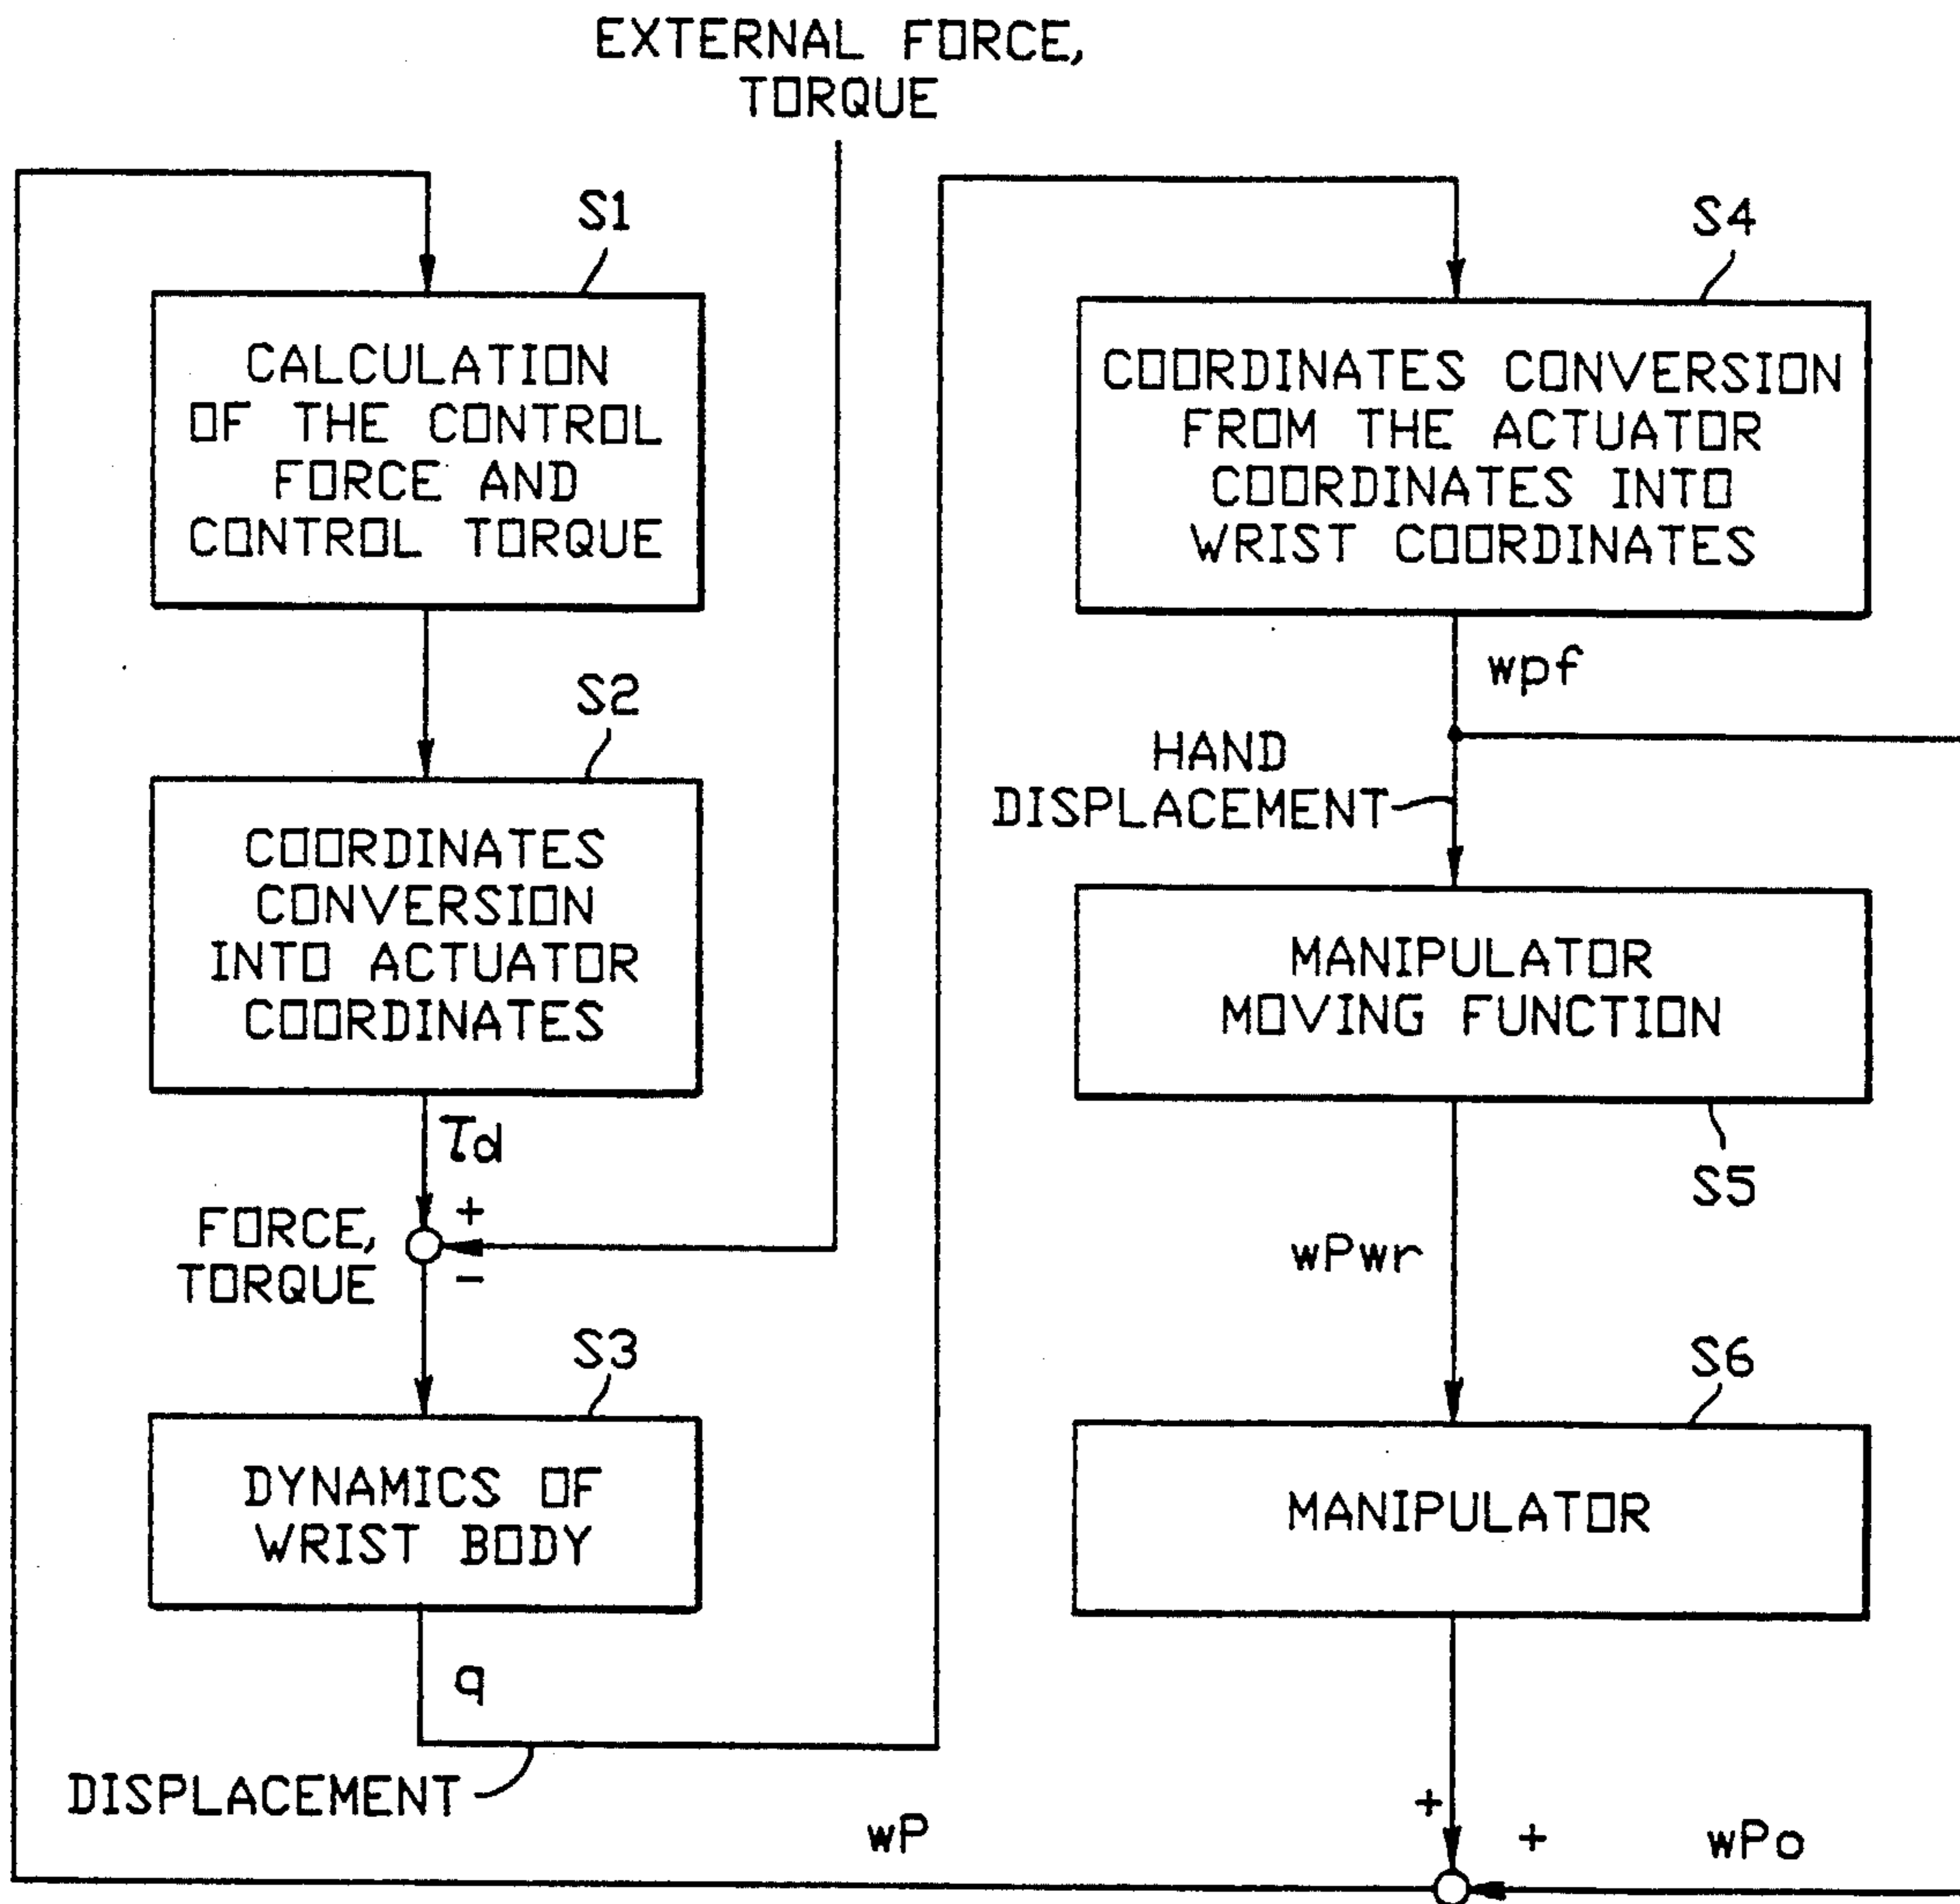 EXTERNAL FORCE,
TORQUE
S1
CALCULATION
OF THE CONTROL
FORCE AND
CONTROL TORQUE
S2
COORDINATES
CONVERSION
INTO ACTUATOR
COORDINATES
τd
+
FORCE,
TORQUE
−
S3
DYNAMICS OF
WRIST BODY
q
DISPLACEMENT
S4
COORDINATES CONVERSION
FROM THE ACTUATOR
COORDINATES INTO
WRIST COORDINATES
wpf
HAND
DISPLACEMENT
MANIPULATOR
MOVING FUNCTION
S5
wPwr
S6
MANIPULATOR
+
+
wPo
wP